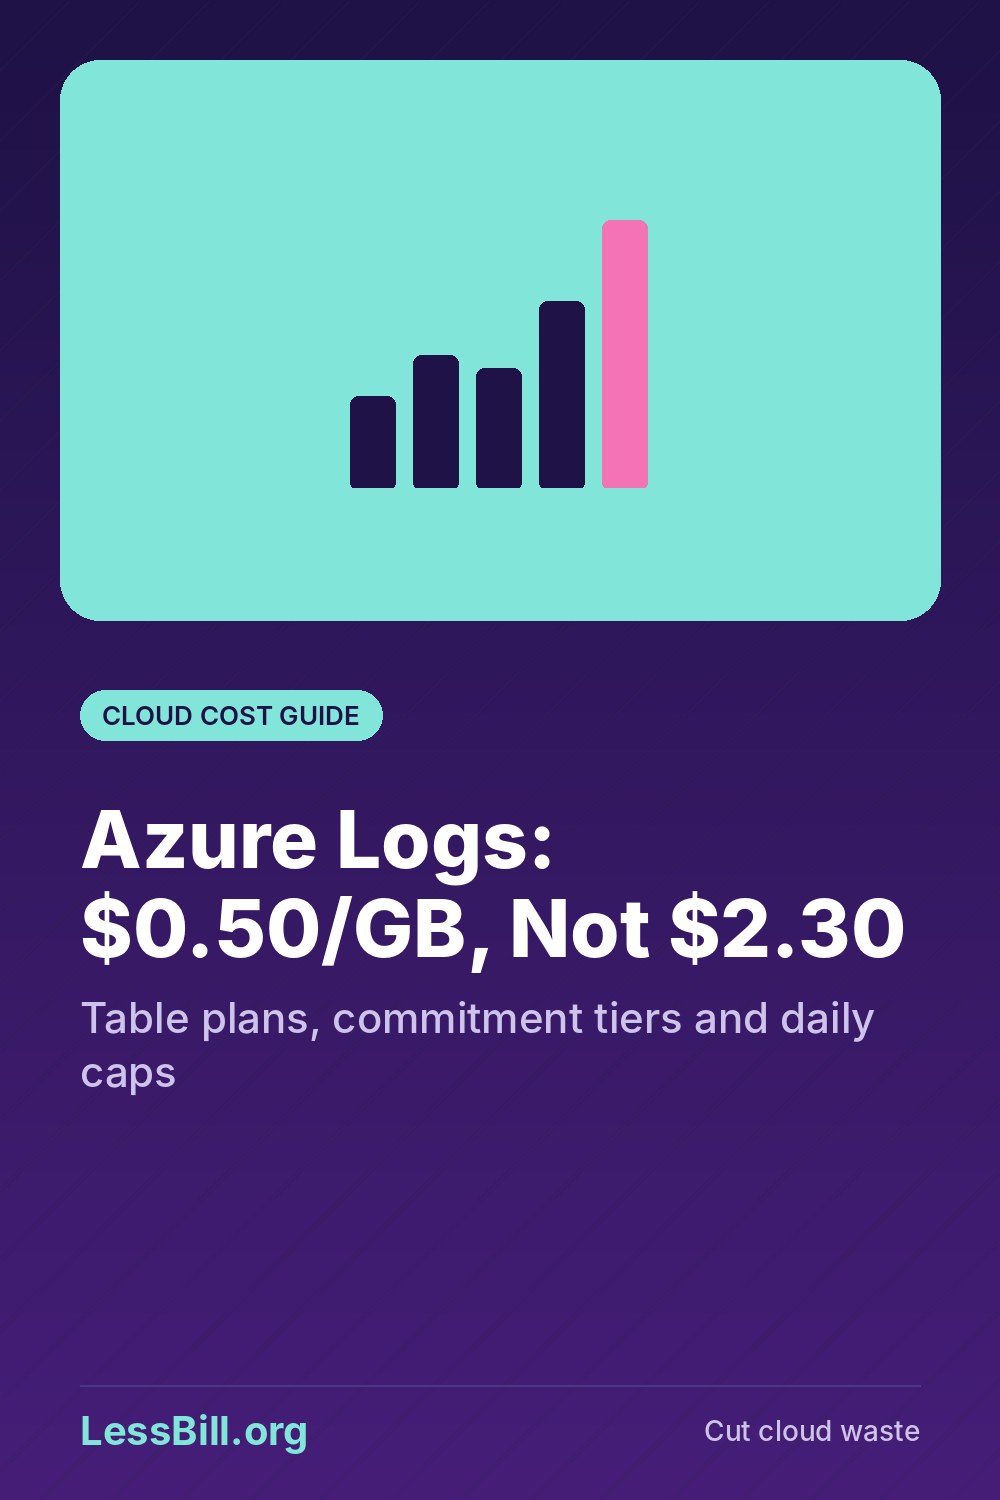 CLOUD COST GUIDE
Azure Logs:
$0.50/GB, Not $2.30
Table plans, commitment tiers and daily
caps
LessBill.org
Cut cloud waste